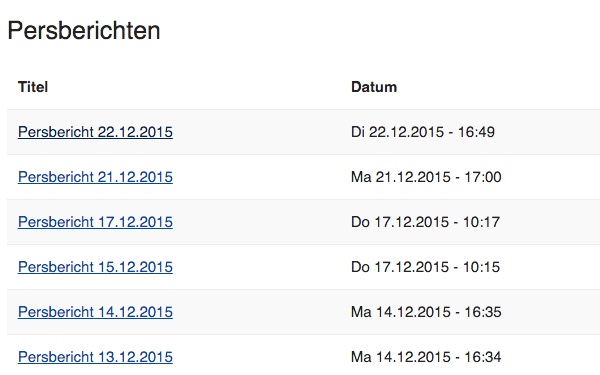 Persberichten
Titel Datum
Persbericht 22.12.2015 Di 22.12.2015 - 16:49
Persbericht 21.12.2015 Ma 21.12.2015 - 17:00
Persbericht 17.12.2015 Do 17.12.2015 - 10:17
Persbericht 15.12.2015 Do 17.12.2015 - 10:15
Persbericht 14.12.2015 Ma 14.12.2015 - 16:35
Persbericht 13.12.2015 Ma 14.12.2015 - 16:34